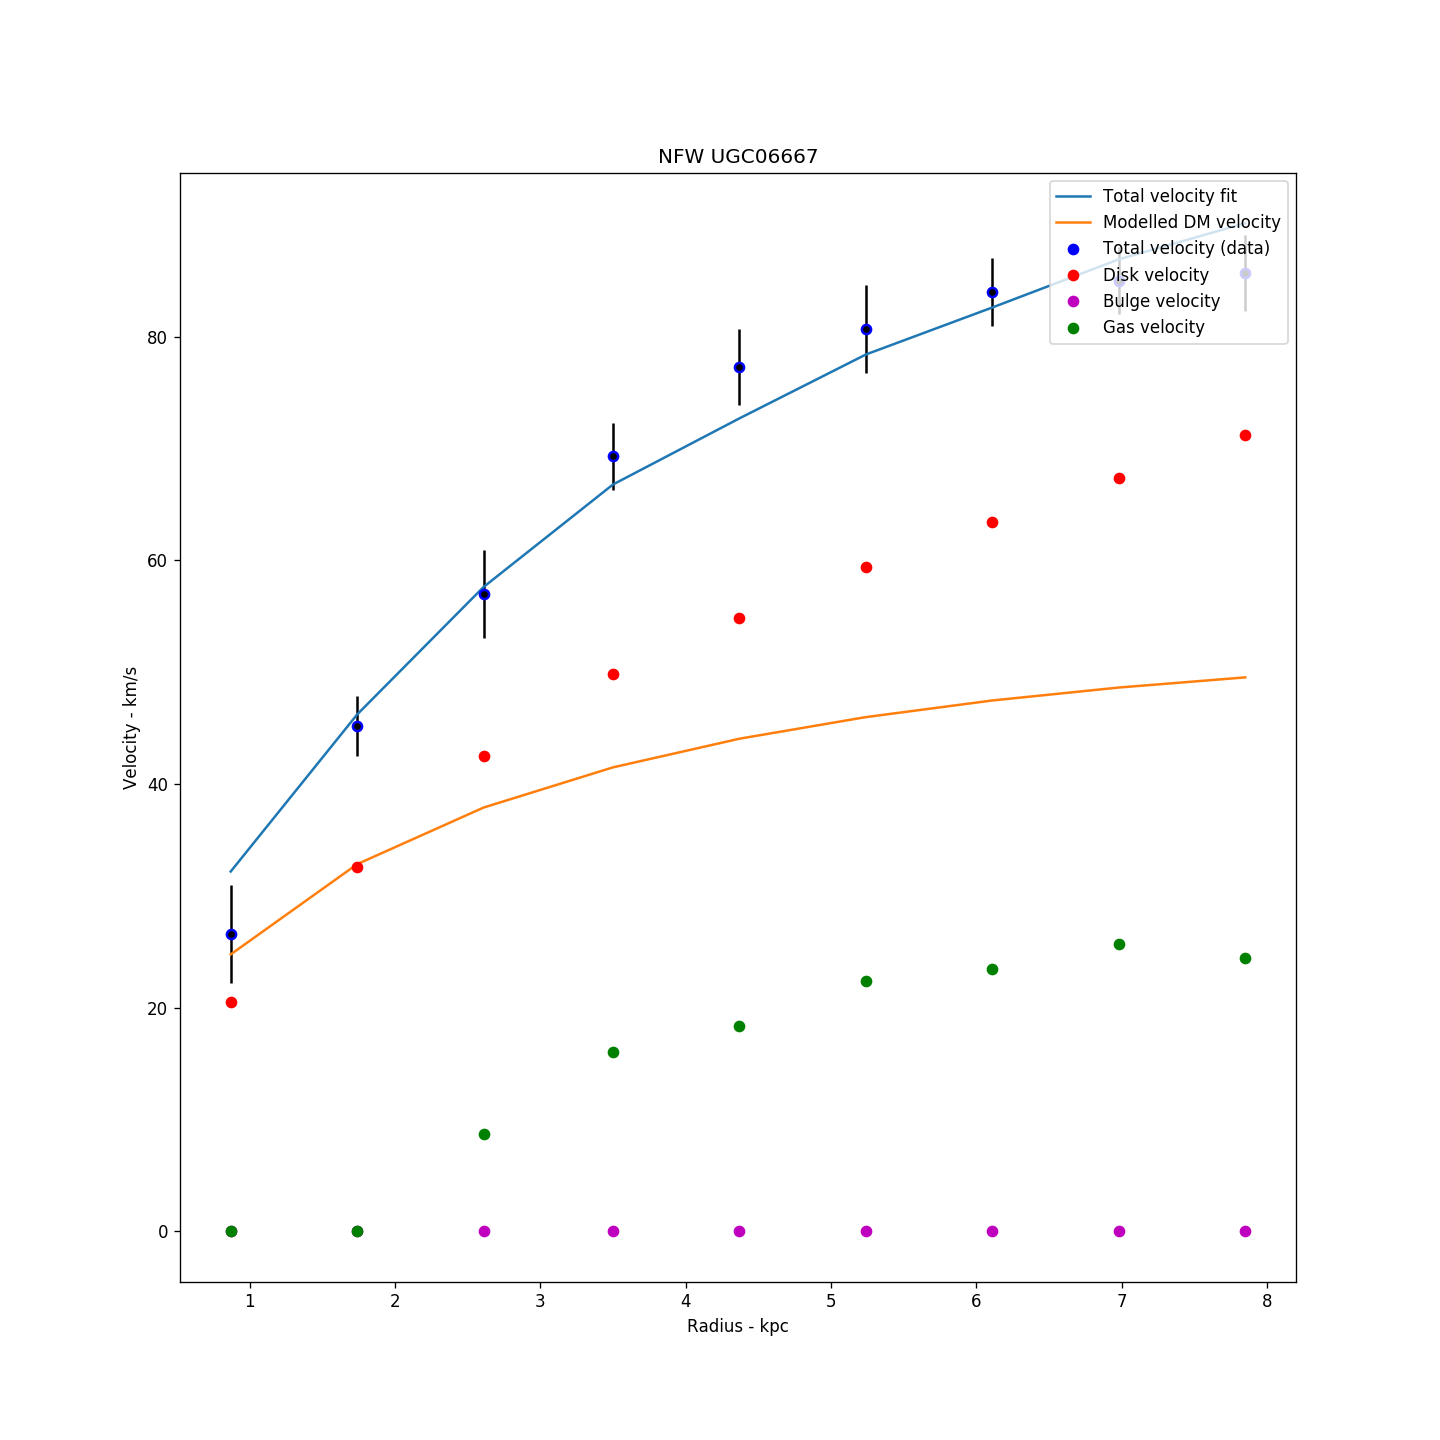 NFW UGC06667
Total velocity fit
Modelled DM velocity
Total velocity (data)
Disk velocity
Bulge velocity
Gas velocity
80
60
40
20
0
Velocity - km/s
1 2 3 4 5 6 7 8
Radius - kpc